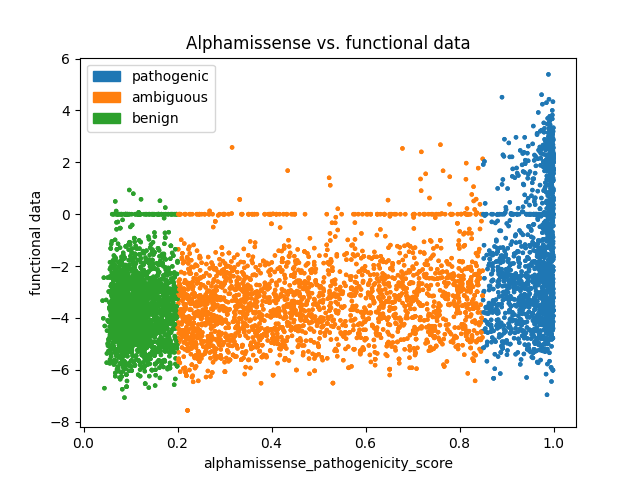 Alphamissense vs. functional data
pathogenic
ambiguous
benign
functional data
6
4
2
0
−2
−4
−6
−8
0.0 0.2 0.4 0.6 0.8 1.0
alphamissense_pathogenicity_score